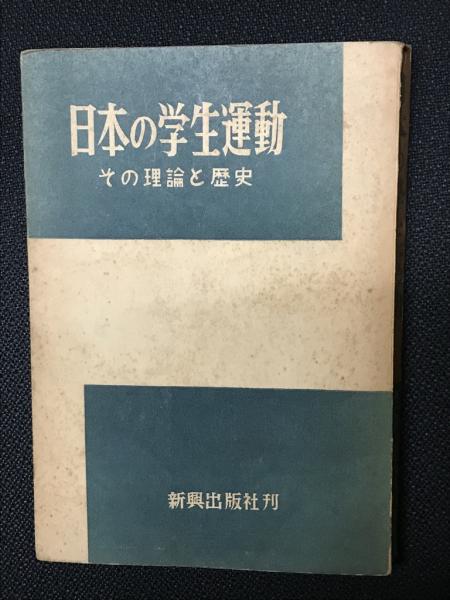 日本の学生運動
その理論と歴史
新興出版社刊